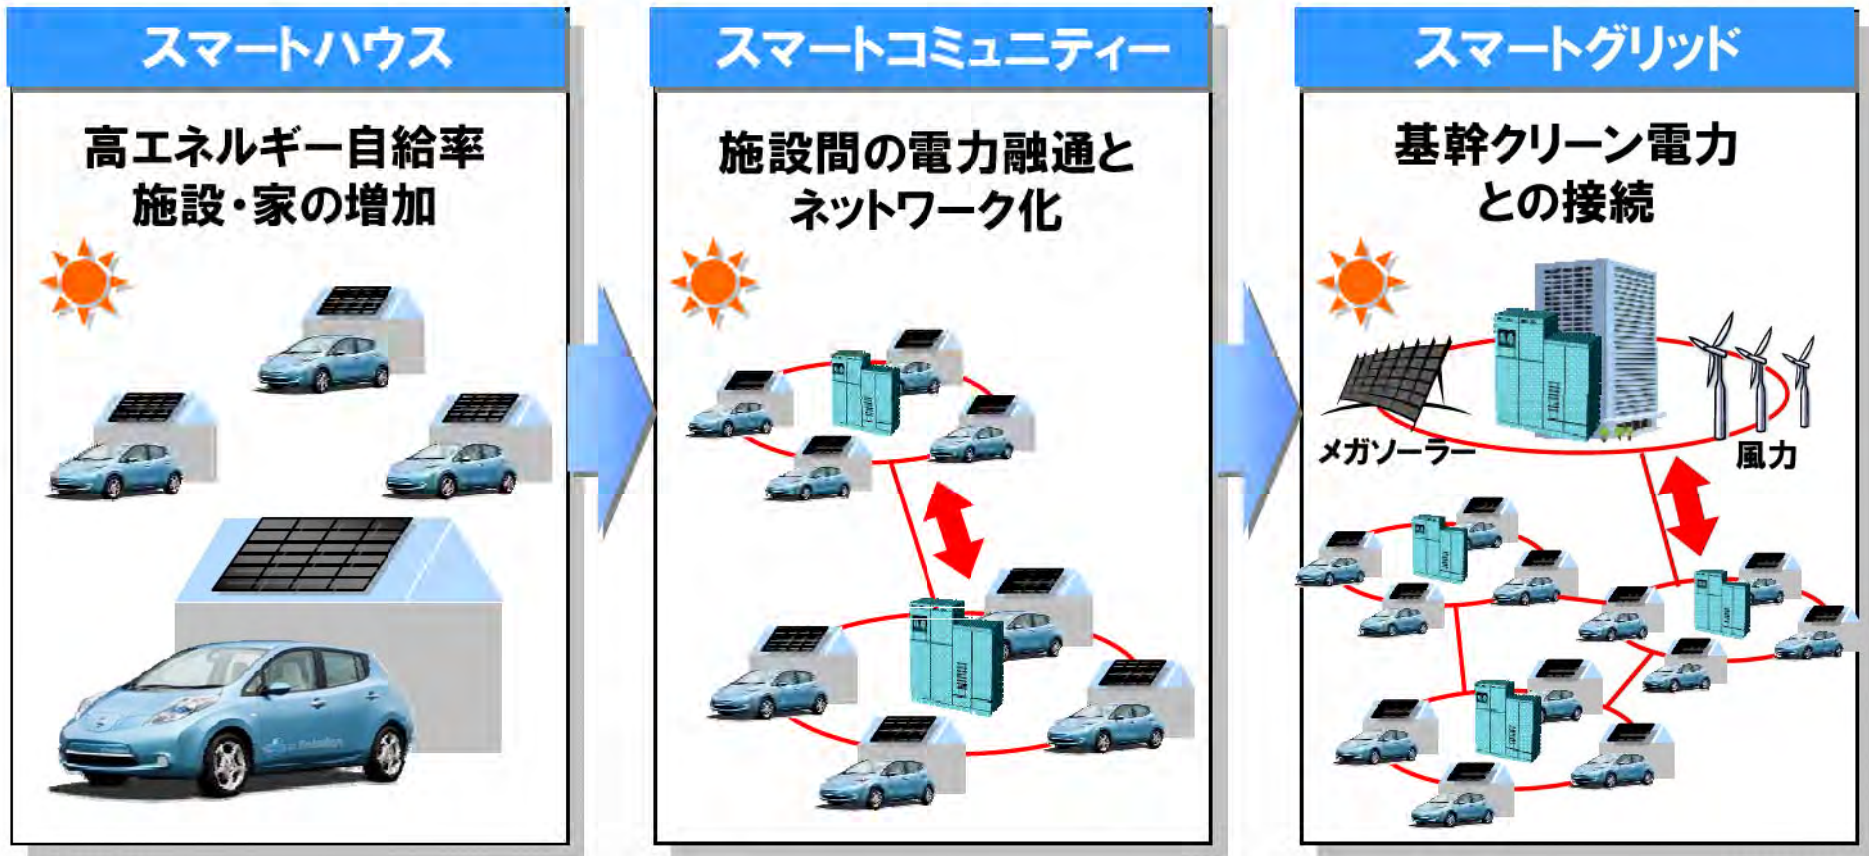 スマートハウス
高エネルギー自給率
施設・家の増加
スマートコミュニティー
施設間の電力融通と
ネットワーク化
スマートグリッド
基幹クリーン電力
との接続
メガソーラー
風力